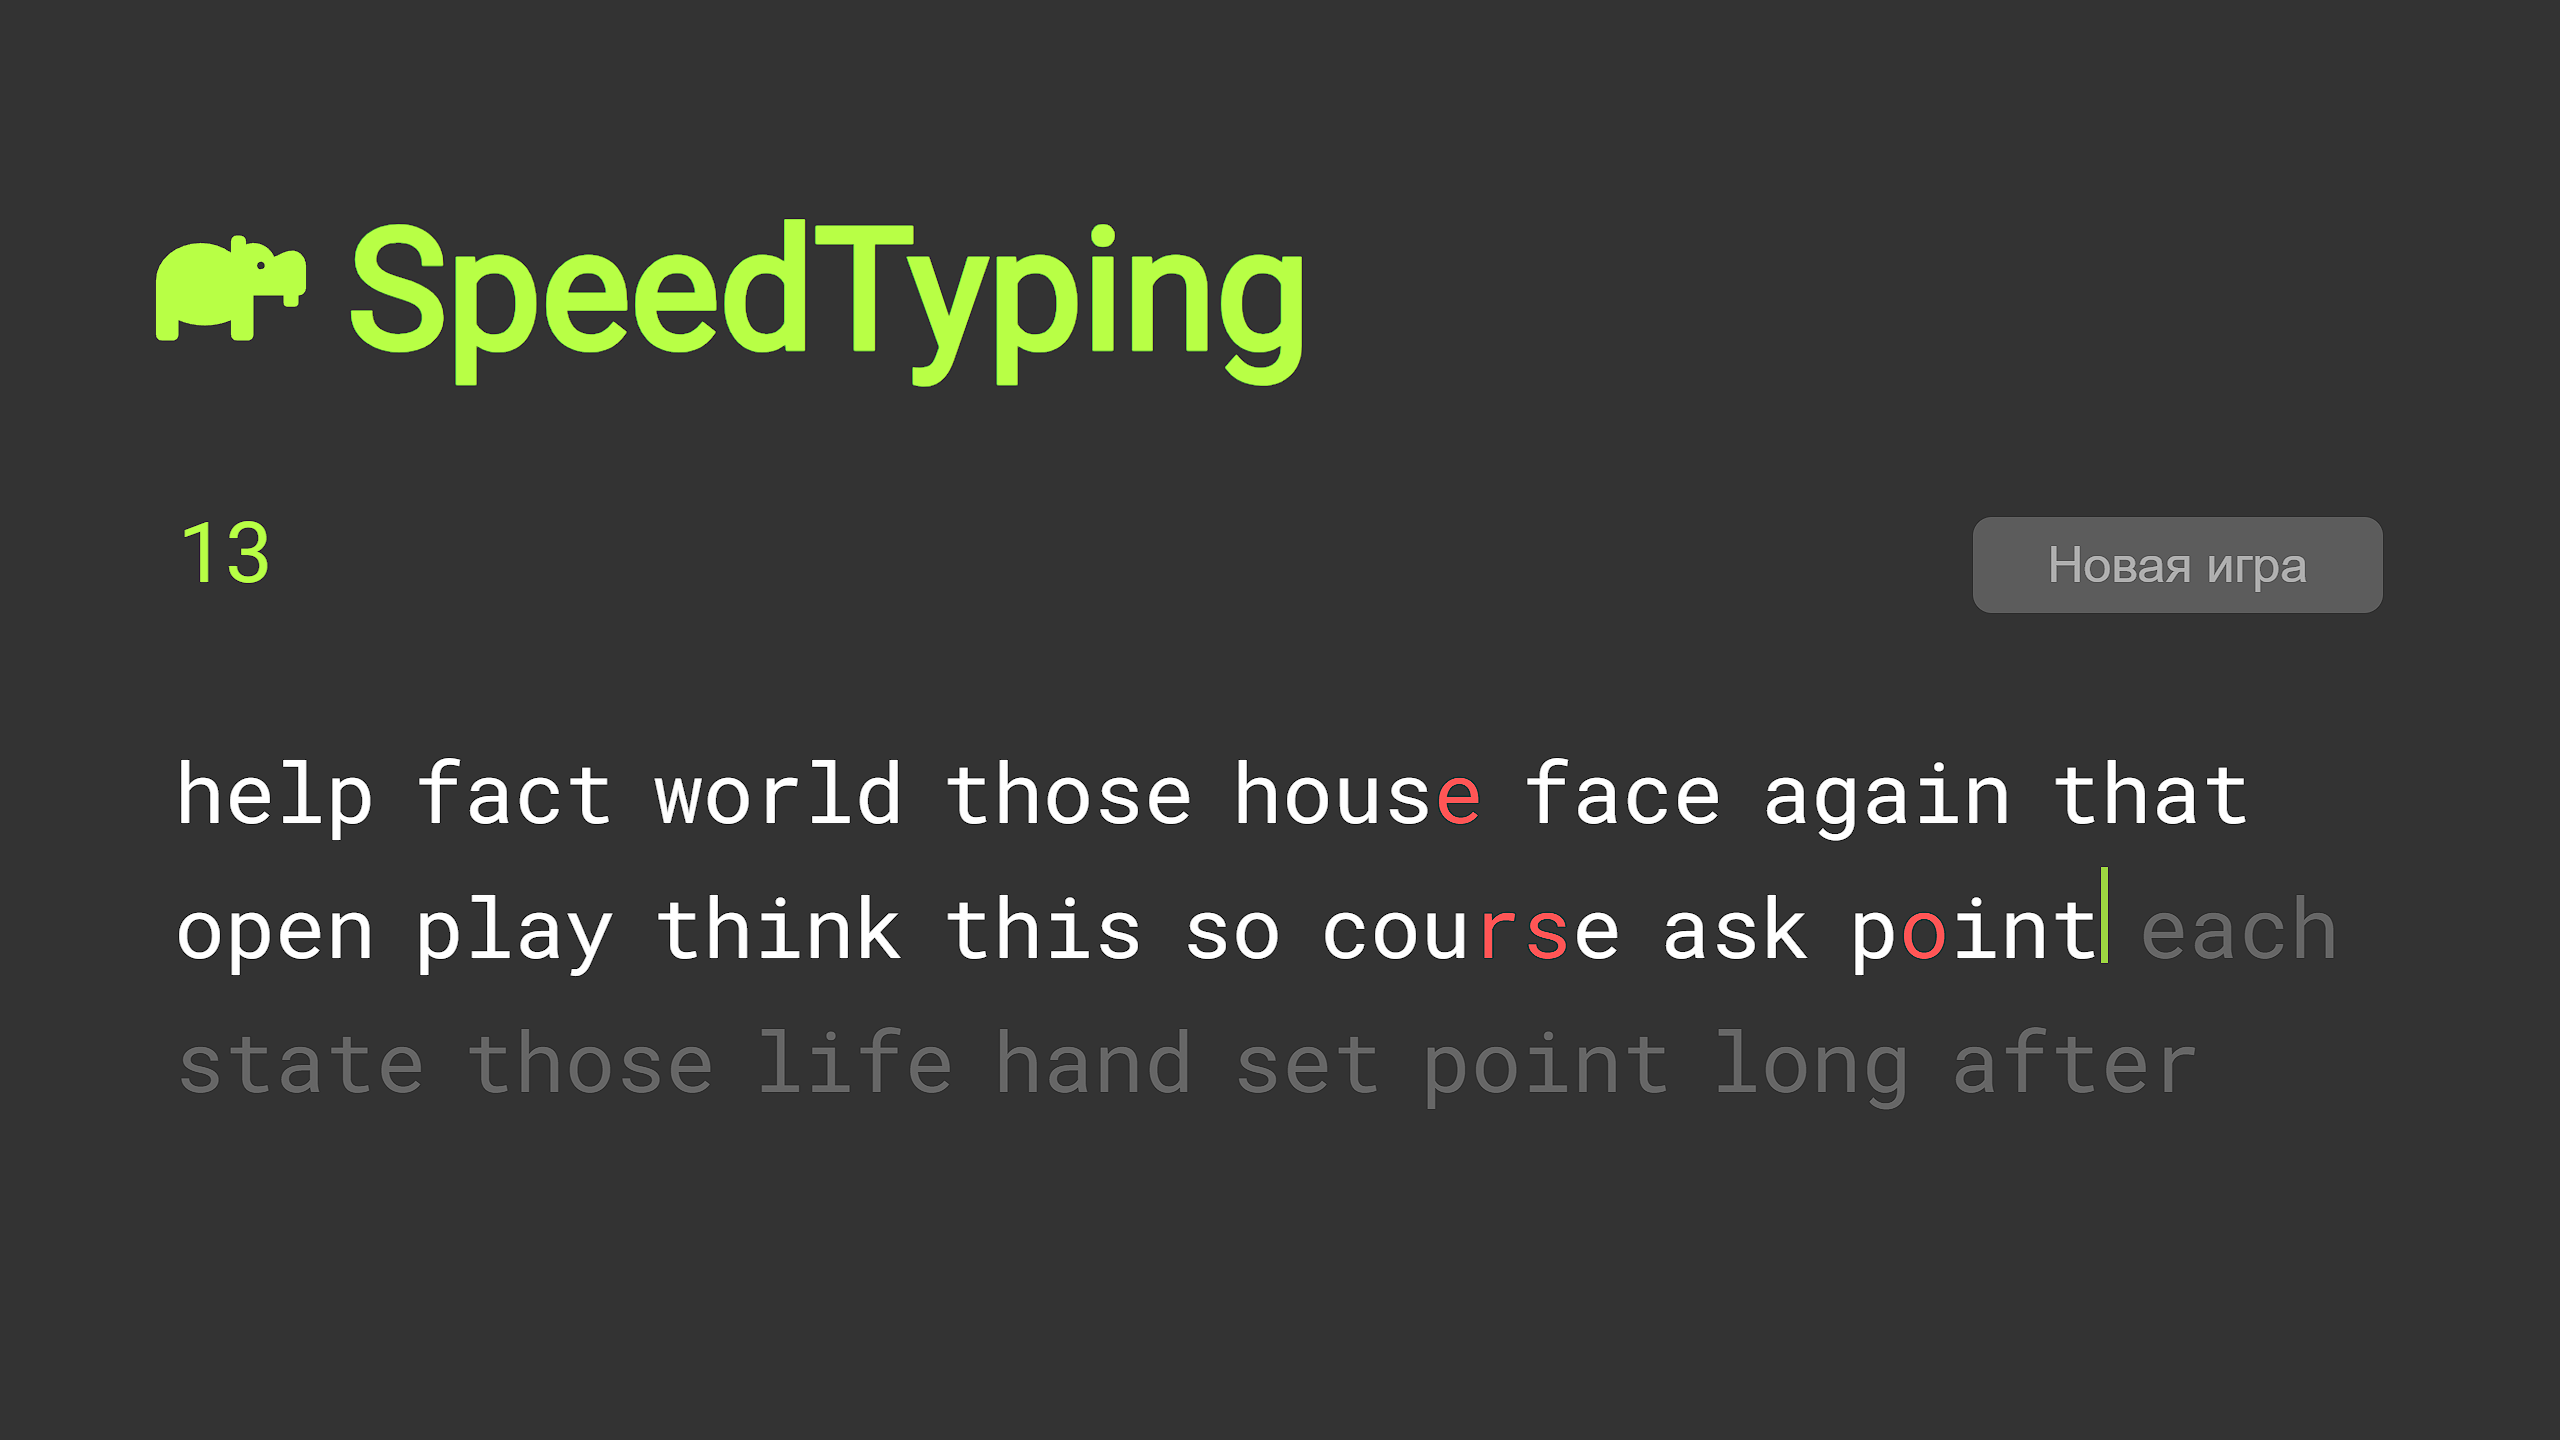 SpeedTyping
13
Новая игра
help fact world those house face again that
open play think this so course ask point each
state those life hand set point long after